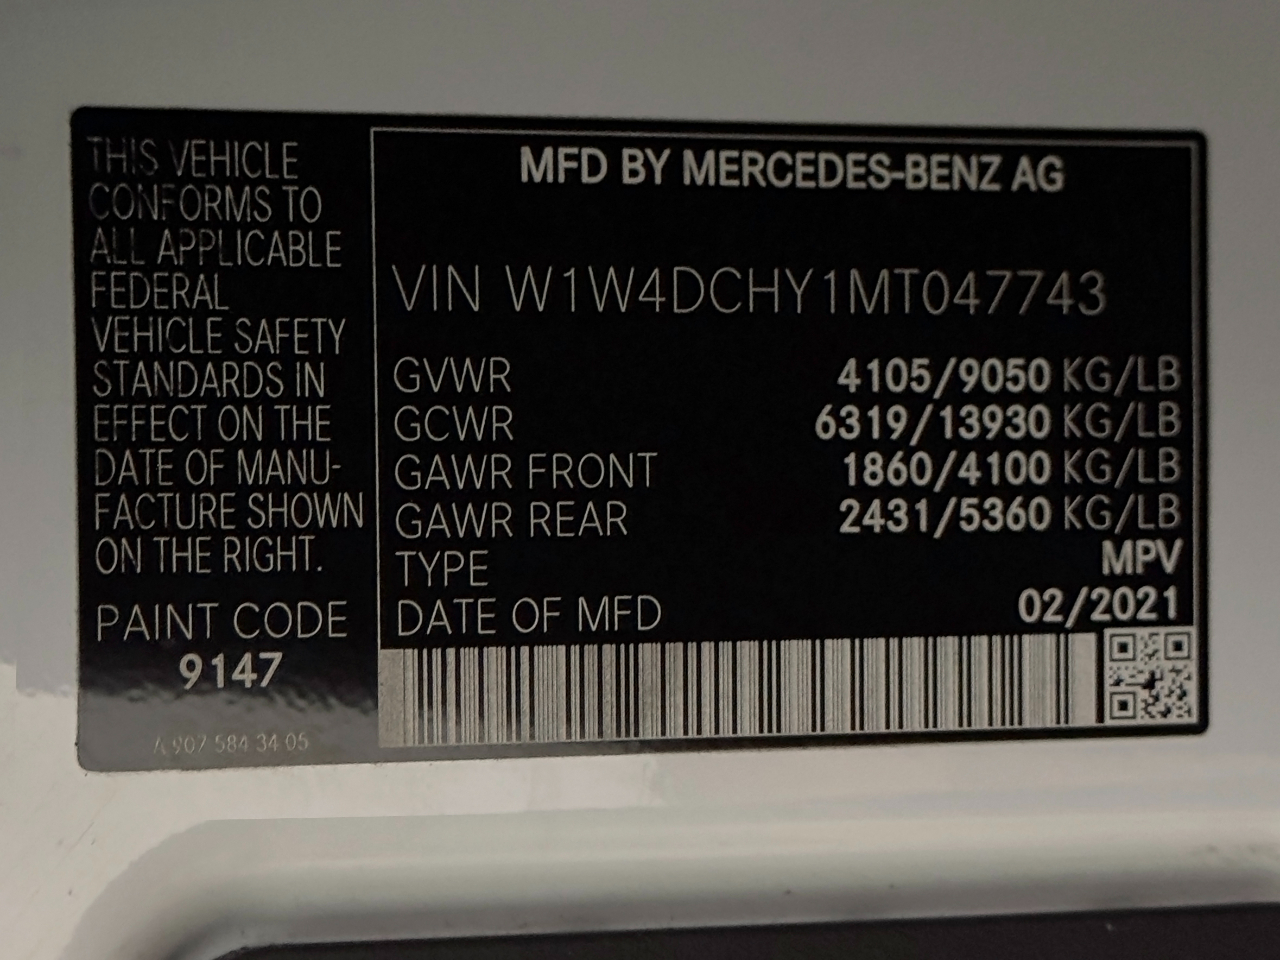 THIS VEHICLE
CONFORMS TO
ALL APPLICABLE
FEDERAL
VEHICLE SAFETY
STANDARDS IN
EFFECT ON THE
DATE OF MANU-
FACTURE SHOWN
ON THE RIGHT.
PAINT CODE
9147
A 907 584 34 05
MFD BY MERCEDES-BENZ AG
VIN W1W4DCHY1MT047743
GVWR 4105/9050 KG/LB
GCWR 6319/13930 KG/LB
GAWR FRONT 1860/4100 KG/LB
GAWR REAR 2431/5360 KG/LB
TYPE MPV
DATE OF MFD 02/2021